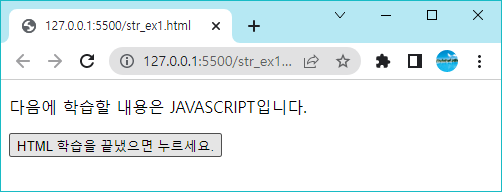 127.0.0.1:5500/str_ex1.html
127.0.0.1:5500/str_ex1...
다음에 학습할 내용은 JAVASCRIPT입니다.
HTML 학습을 끝냈으면 누르세요.